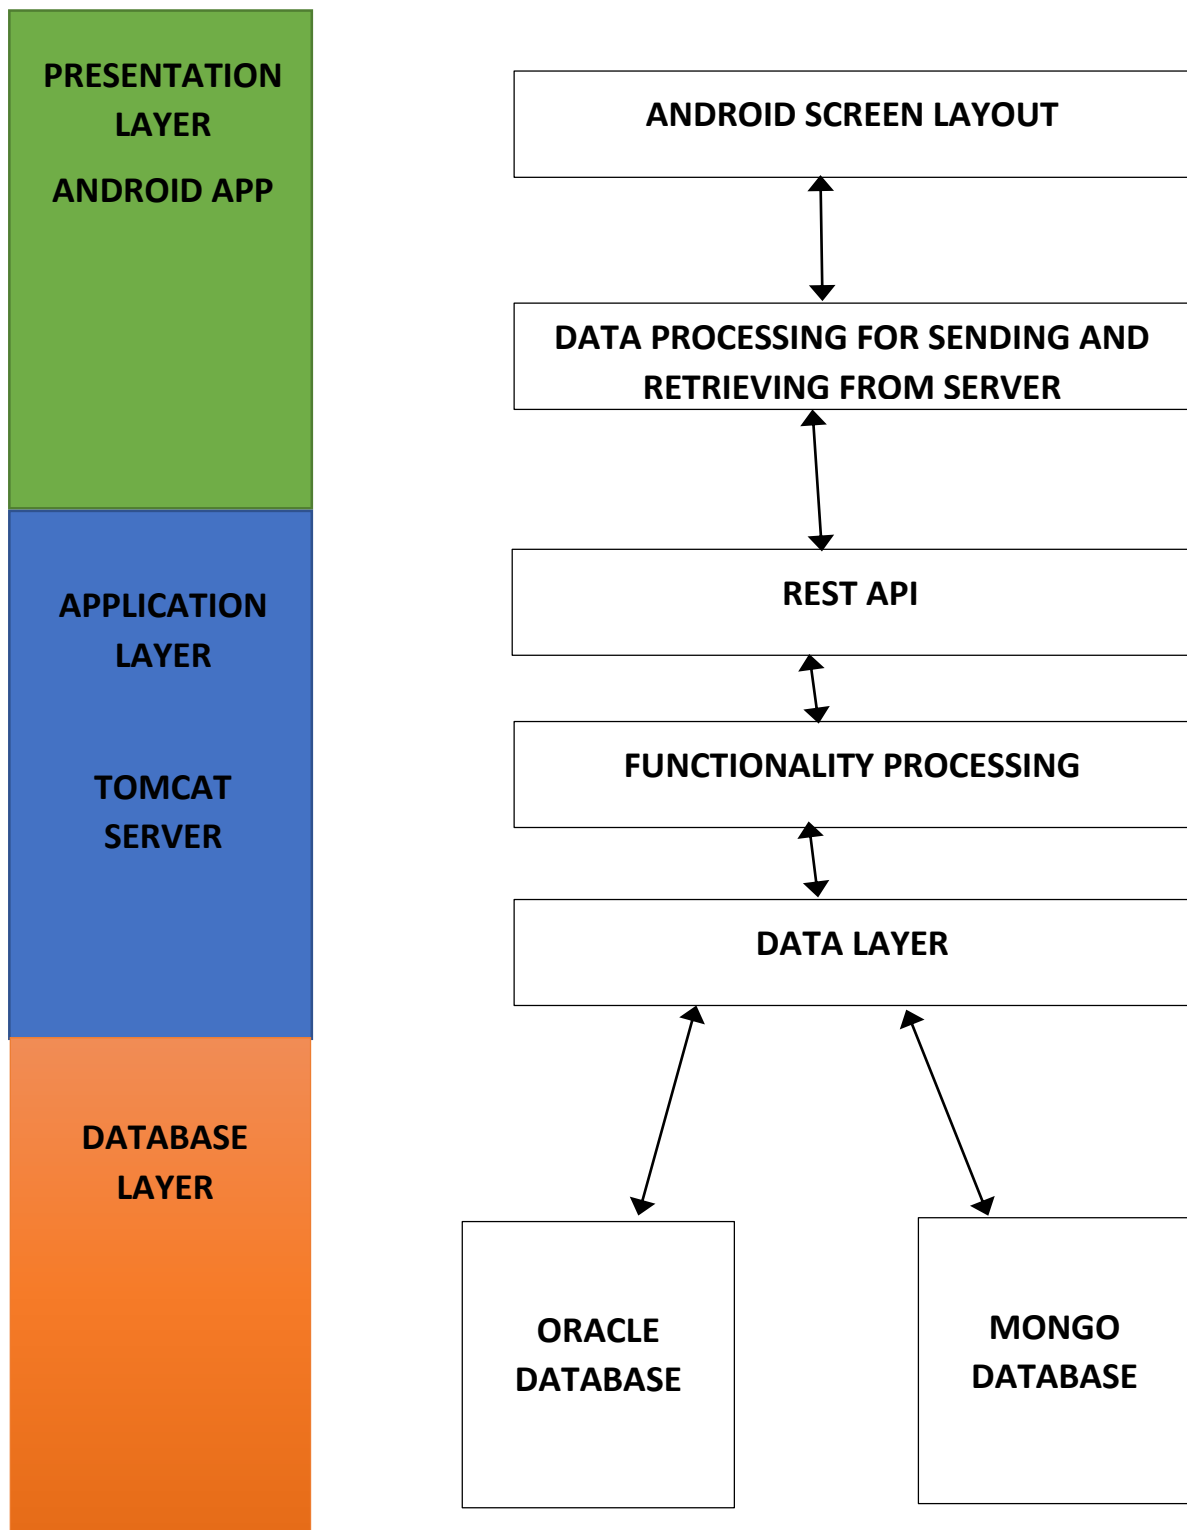 PRESENTATION
LAYER
ANDROID APP
ANDROID SCREEN LAYOUT
DATA PROCESSING FOR SENDING AND
RETRIEVING FROM SERVER
APPLICATION
LAYER
TOMCAT
SERVER
REST API
FUNCTIONALITY PROCESSING
DATA LAYER
DATABASE
LAYER
ORACLE
DATABASE
MONGO
DATABASE